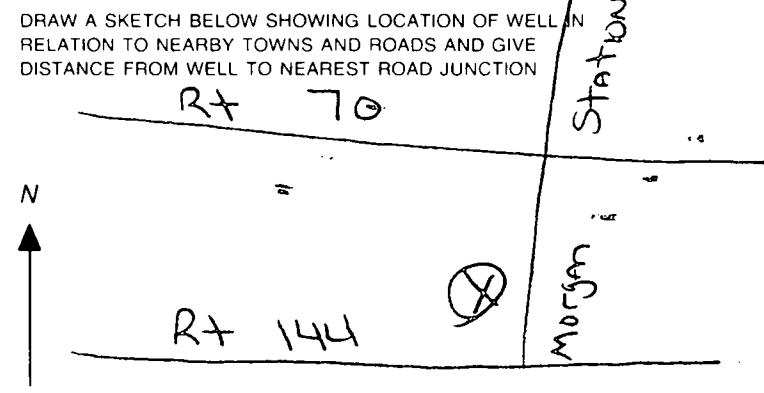 DRAW A SKETCH BELOW SHOWING LOCATION OF WELL IN
RELATION TO NEARBY TOWNS AND ROADS AND GIVE
DISTANCE FROM WELL TO NEAREST ROAD JUNCTION
Rt 70
Station
N
Morgan
X
Rt 144